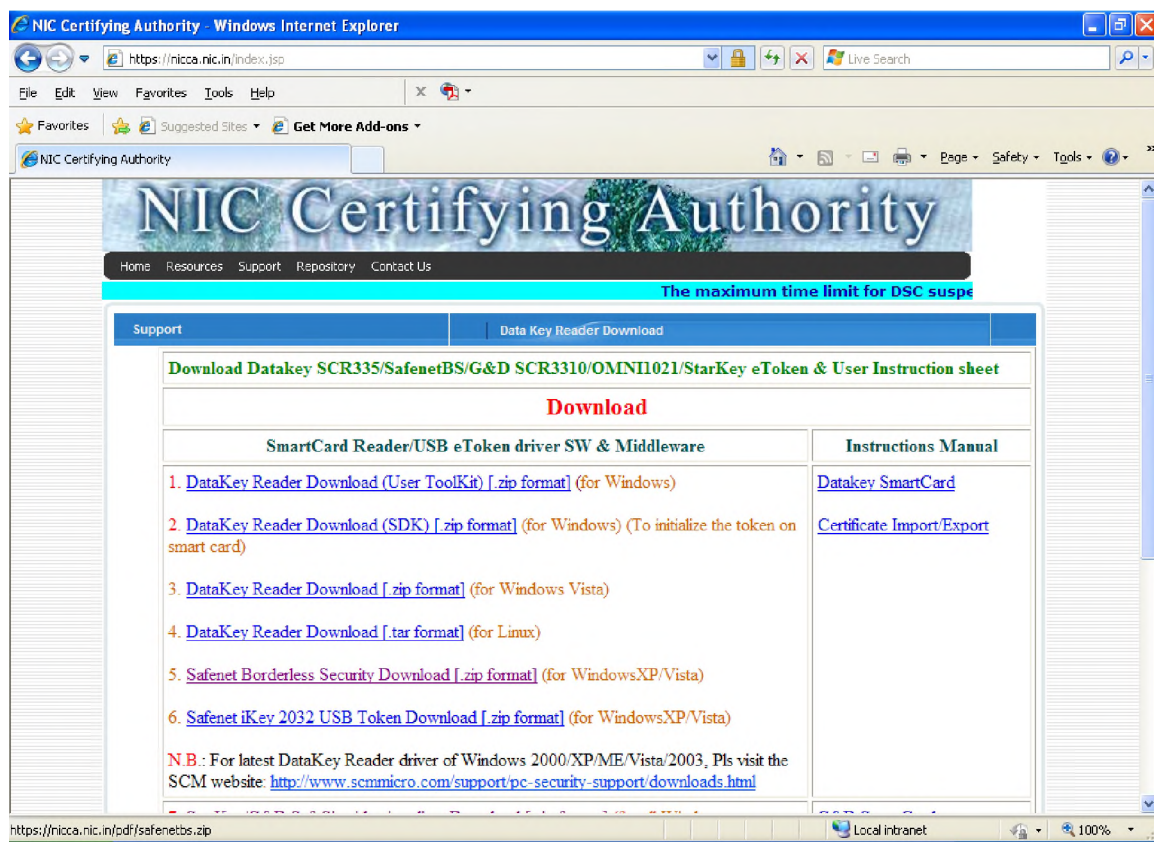 NIC Certifying Authority - Windows Internet Explorer
https://nicca.nic.in/index.jsp
Live Search
File Edit View Favorites Tools Help
x
Favorites Suggested Sites Get More Add-ons
NIC Certifying Authority
Page Safety Tools »
NIC Certifying Authority
Home Resources Support Repository Contact Us
The maximum time limit for DSC suspe
Support Data Key Reader Download
Download Datakey SCR335/SafenetBS/G&D SCR3310/OMNI1021/StarKey eToken & User Instruction sheet
Download
SmartCard Reader/USB eToken driver SW & Middleware Instructions Manual
1. DataKey Reader Download (User ToolKit) [.zip format] (for Windows) Datakey SmartCard
2. DataKey Reader Download (SDK) [.zip format] (for Windows) (To initialize the token on Certificate Import/Export
smart card)
3. DataKey Reader Download [.zip format] (for Windows Vista)
4. DataKey Reader Download [.tar format] (for Linux)
5. Safenet Borderless Security Download [.zip format] (for WindowsXP/Vista)
6. Safenet iKey 2032 USB Token Download [.zip format] (for WindowsXP/Vista)
N.B.: For latest DataKey Reader driver of Windows 2000/XP/ME/Vista/2003, Pls visit the
SCM website: http://www.scmmicro.com/support/pc-security-support/downloads.html
https://nicca.nic.in/pdf/safenetbs.zip Local intranet 100%